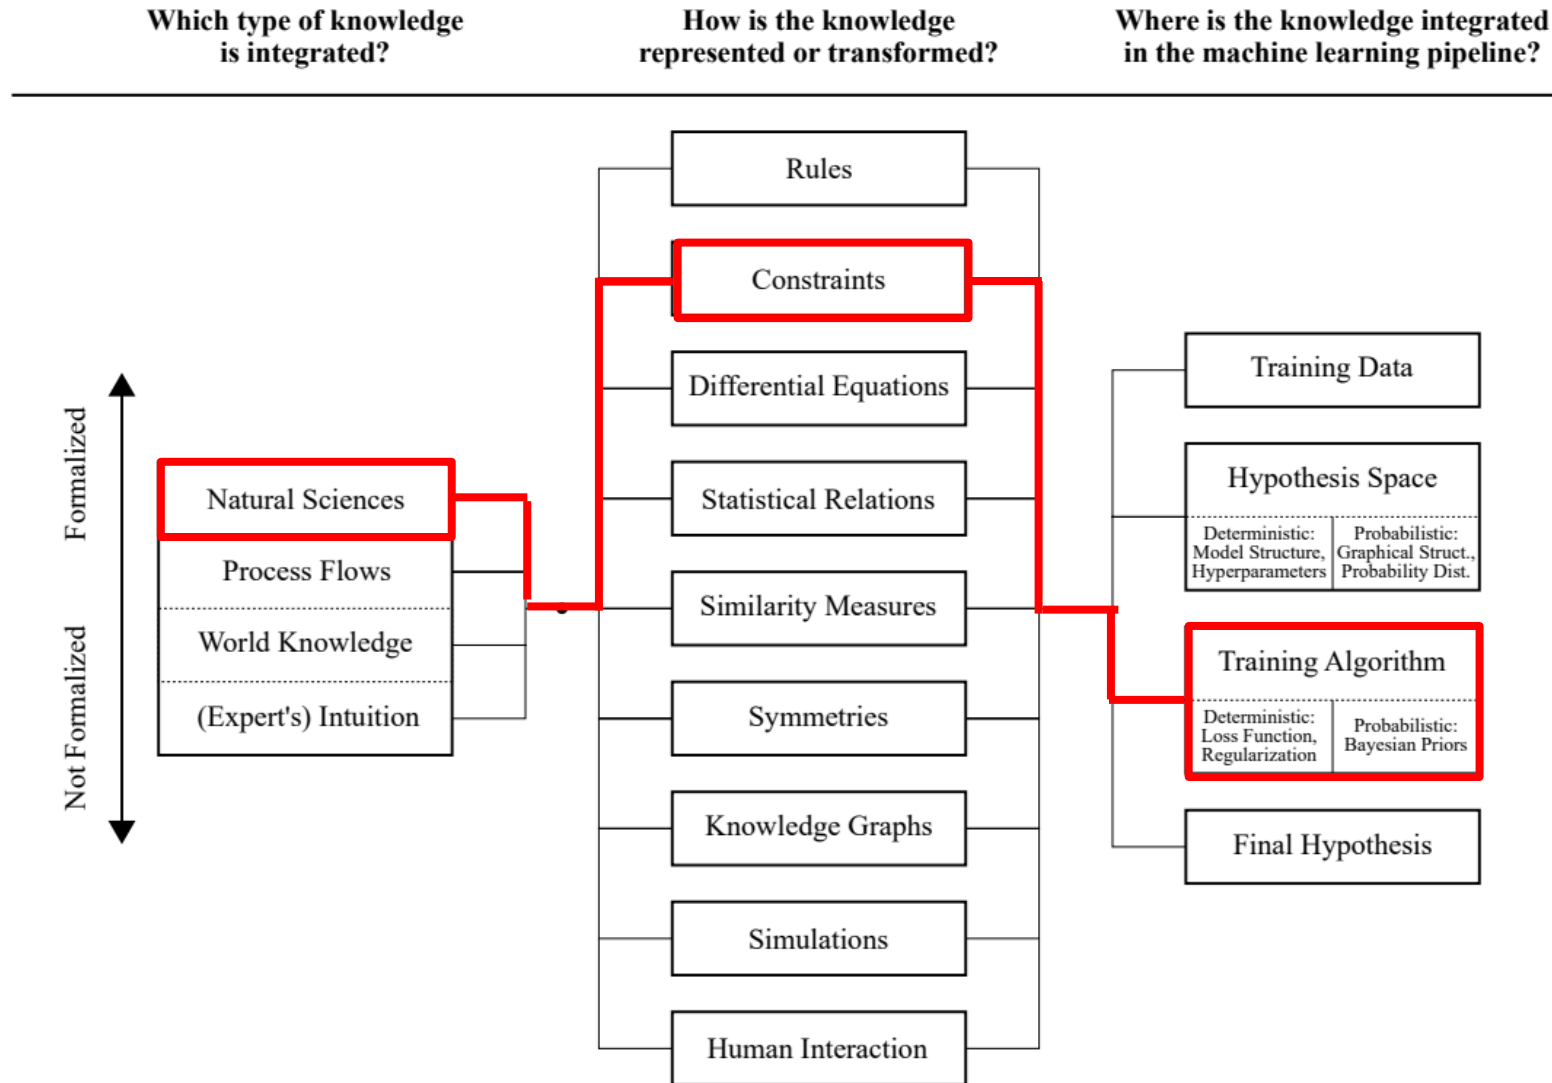 Which type of knowledge
is integrated?
How is the knowledge
represented or transformed?
Where is the knowledge integrated
in the machine learning pipeline?
Formalized
Not Formalized
Natural Sciences
Process Flows
World Knowledge
(Expert's) Intuition
Rules
Constraints
Differential Equations
Statistical Relations
Similarity Measures
Symmetries
Knowledge Graphs
Simulations
Human Interaction
Training Data
Hypothesis Space
Deterministic:
Model Structure,
Hyperparameters
Probabilistic:
Graphical Struct.,
Probability Dist.
Training Algorithm
Deterministic:
Loss Function,
Regularization
Probabilistic:
Bayesian Priors
Final Hypothesis